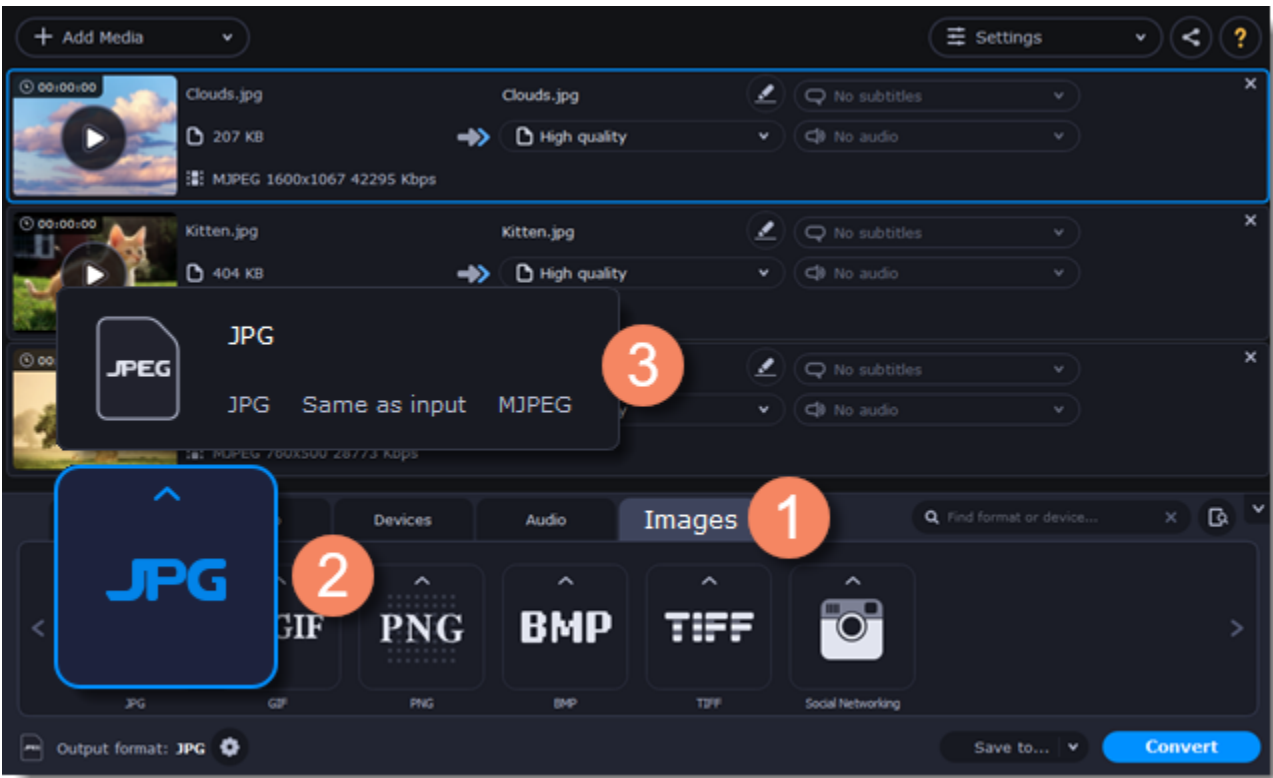 Add Media
Settings
?
00:00:00
Clouds.jpg
Clouds.jpg
No subtitles
207 KB
High quality
No audio
MJPEG 1600x1067 42295 Kbps
00:00:00
Kitten.jpg
Kitten.jpg
No subtitles
404 KB
High quality
No audio
JPEG
JPG
JPG Same as input MJPEG
3
00
No subtitles
y
No audio
MJPEG 760x500 28773 Kbps
Devices
Audio
Images
1
Find format or device...
JPG
2
GIF
PNG
BMP
TIFF
JPG
GIF
PNG
BMP
TIFF
Social Networking
JPEG
Output format: JPG
Save to...
Convert